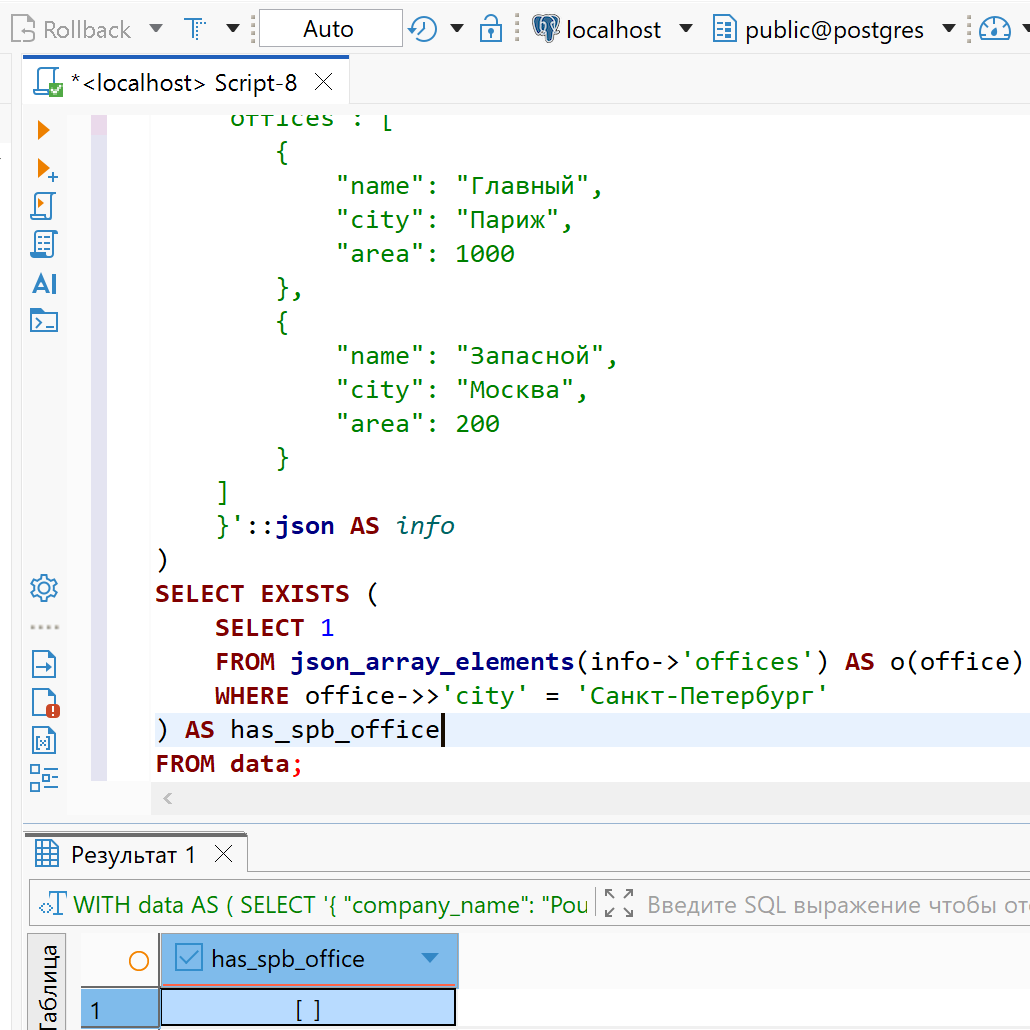 Rollback
Auto
localhost
public@postgres
*<localhost> Script-8
"offices": [
{
"name": "Главный",
"city": "Париж",
"area": 1000
},
{
"name": "Запасной",
"city": "Москва",
"area": 200
}
]
}'::json AS info
)
SELECT EXISTS (
SELECT 1
FROM json_array_elements(info->'offices') AS o(office)
WHERE office->>'city' = 'Санкт-Петербург'
) AS has_spb_office
FROM data;
AI
Результат 1
WITH data AS ( SELECT '{ "company_name": "Pou
Введите SQL выражение чтобы от
Таблица
has_spb_office
1
[ ]